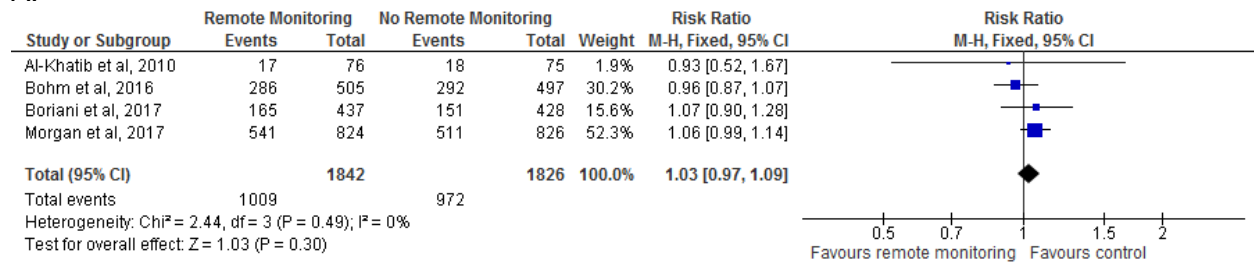 Remote Monitoring No Remote Monitoring Risk Ratio Risk Ratio
Study or Subgroup Events Total Events Total Weight M-H, Fixed, 95% CI M-H, Fixed, 95% CI
Al-Khatib et al, 2010 17 76 18 75 1.9% 0.93 [0.52, 1.67]
Bohm et al, 2016 286 505 292 497 30.2% 0.96 [0.87, 1.07]
Boriani et al, 2017 165 437 151 428 15.6% 1.07 [0.90, 1.28]
Morgan et al, 2017 541 824 511 826 52.3% 1.06 [0.99, 1.14]
Total (95% CI) 1842 1826 100.0% 1.03 [0.97, 1.09]
Total events 1009 972
Heterogeneity: Chi² = 2.44, df = 3 (P = 0.49); I² = 0%
Test for overall effect: Z = 1.03 (P = 0.30)
0.5 0.7 1 1.5 2
Favours remote monitoring Favours control